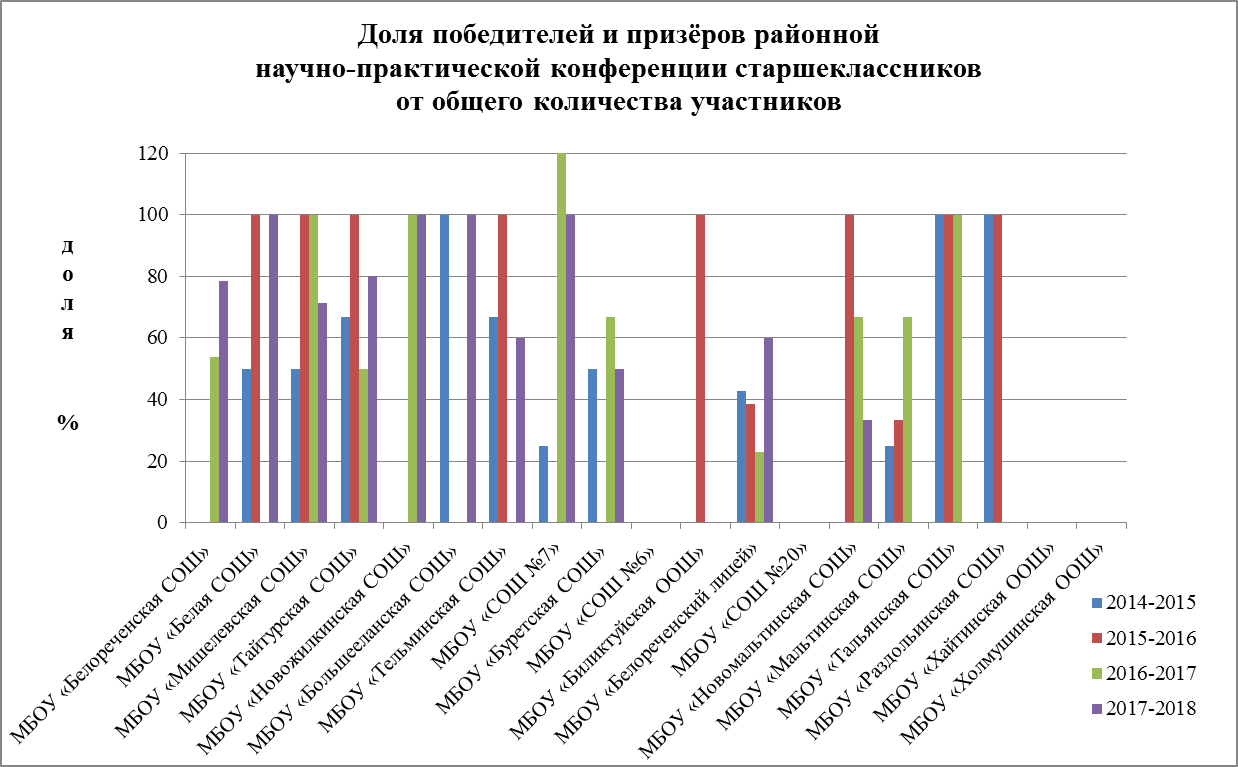 Доля победителей и призёров районной
научно-практической конференции старшеклассников
от общего количества участников
120
100
80
60
40
20
0
доля
%
МБОУ «Белореченская СОШ»
МБОУ «Белая СОШ»
МБОУ «Мишелевская СОШ»
МБОУ «Тайтурская СОШ»
МБОУ «Новожилкинская СОШ»
МБОУ «Большееланская СОШ»
МБОУ «Тельминская СОШ»
МБОУ «СОШ №7»
МБОУ «Буретская СОШ»
МБОУ «СОШ №6»
МБОУ «Биликтуйская ООШ»
МБОУ «Белореченский лицей»
МБОУ «СОШ №20»
МБОУ «Новомальтинская СОШ»
МБОУ «Мальтинская СОШ»
МБОУ «Тальянская СОШ»
МБОУ «Раздольинская СОШ»
МБОУ «Хайтинская ООШ»
МБОУ «Холмушинская ООШ»
2014-2015
2015-2016
2016-2017
2017-2018